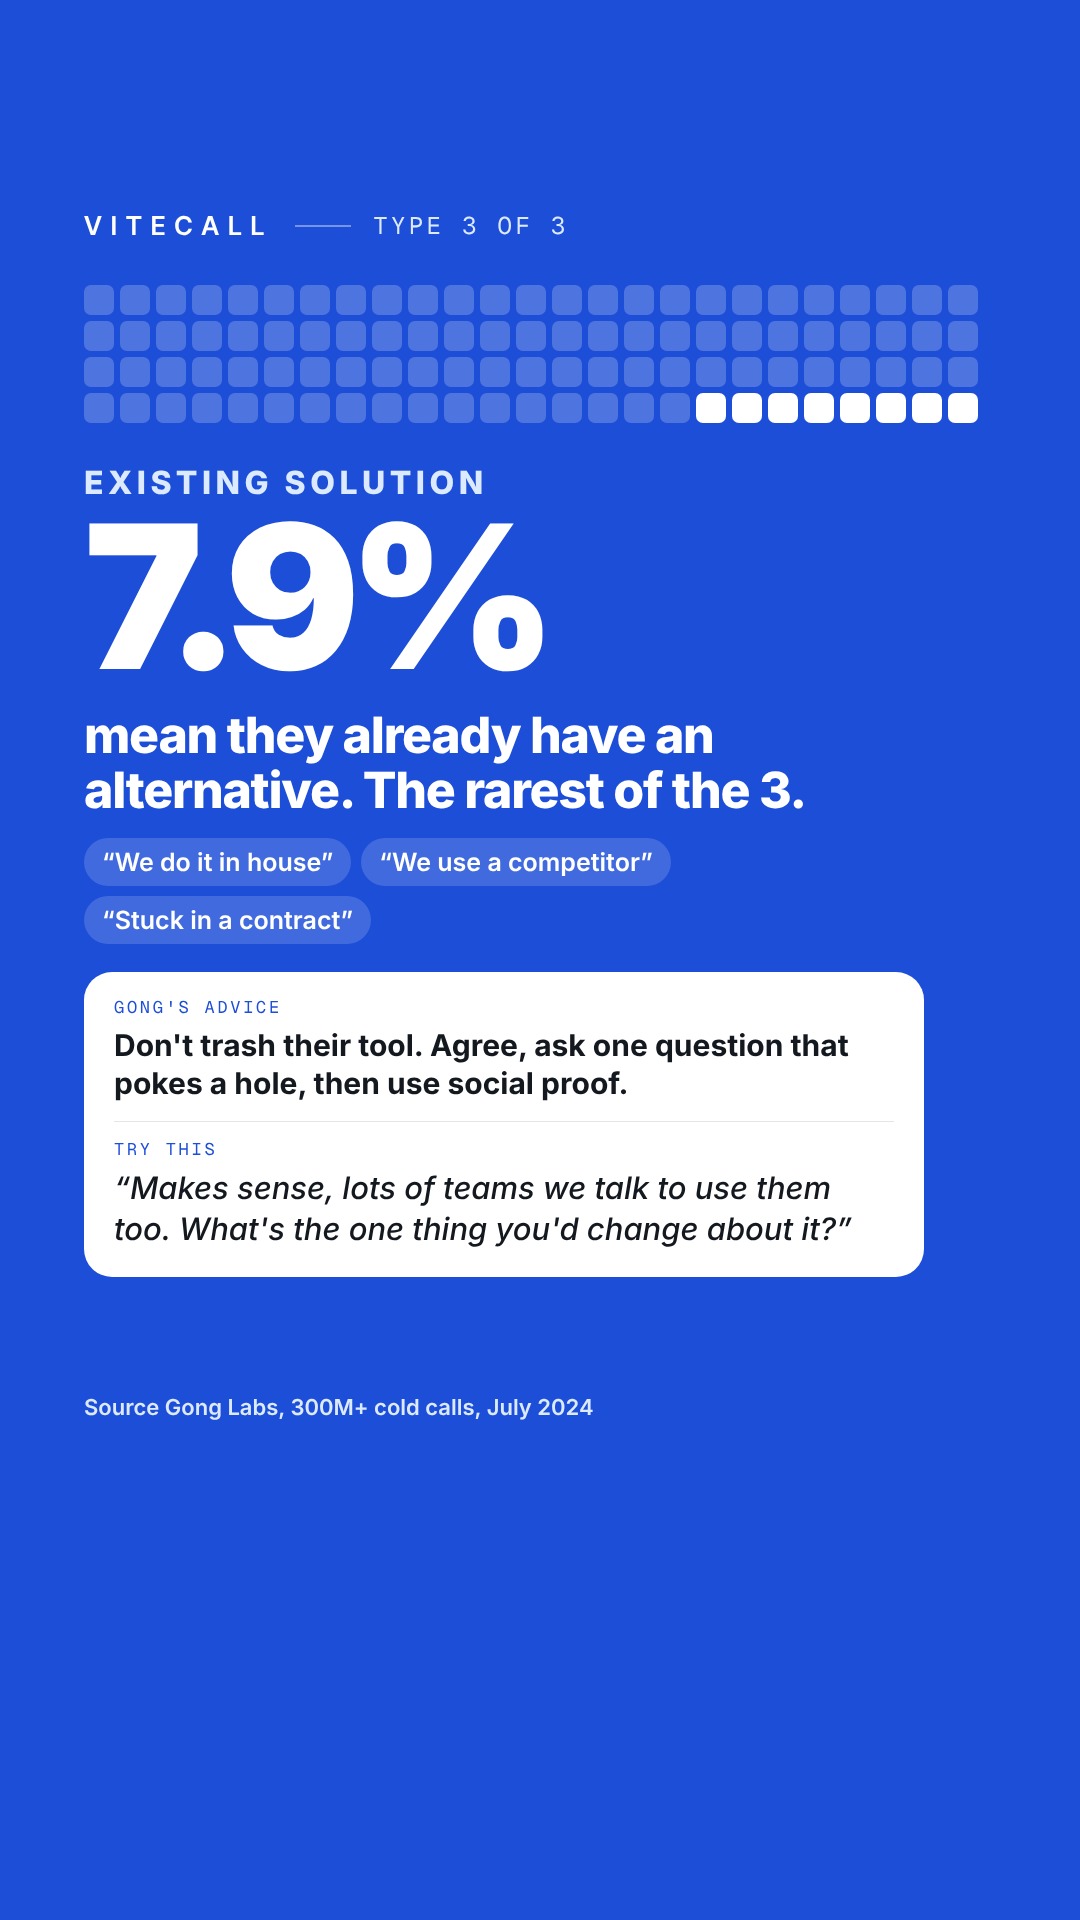 VITECALL — TYPE 3 OF 3
EXISTING SOLUTION
7.9%
mean they already have an
alternative. The rarest of the 3.
“We do it in house” “We use a competitor”
“Stuck in a contract”
GONG'S ADVICE
Don't trash their tool. Agree, ask one question that
pokes a hole, then use social proof.
TRY THIS
“Makes sense, lots of teams we talk to use them
too. What's the one thing you'd change about it?”
Source Gong Labs, 300M+ cold calls, July 2024